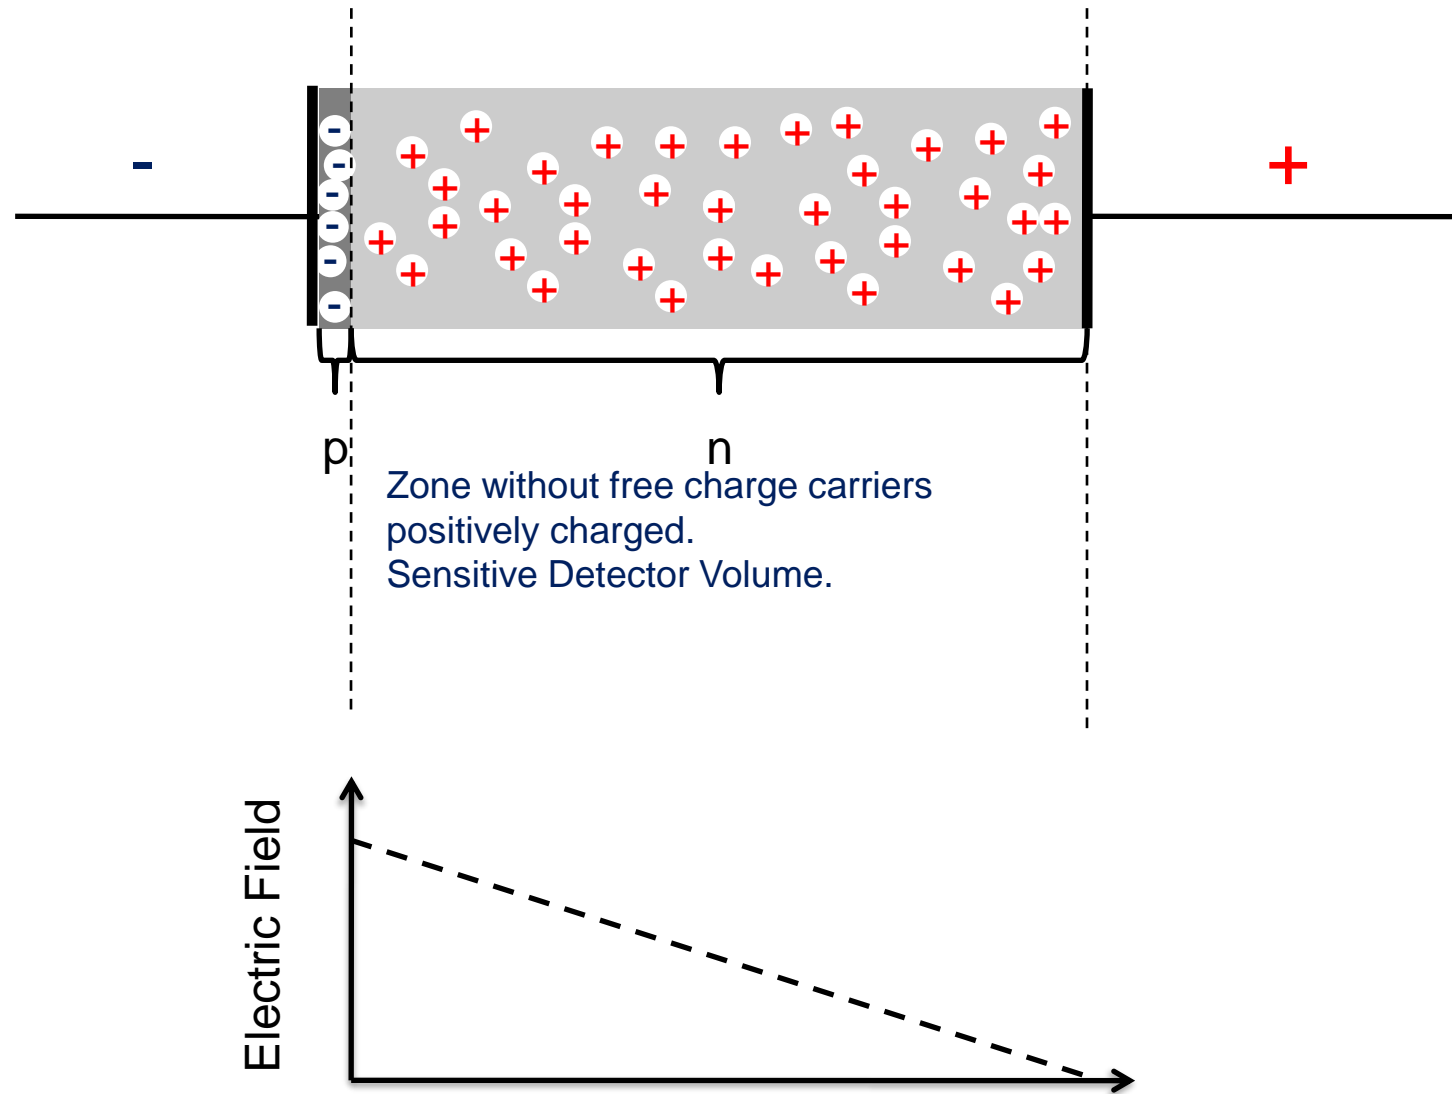 -
+
p
n
Zone without free charge carriers
positively charged.
Sensitive Detector Volume.
Electric Field